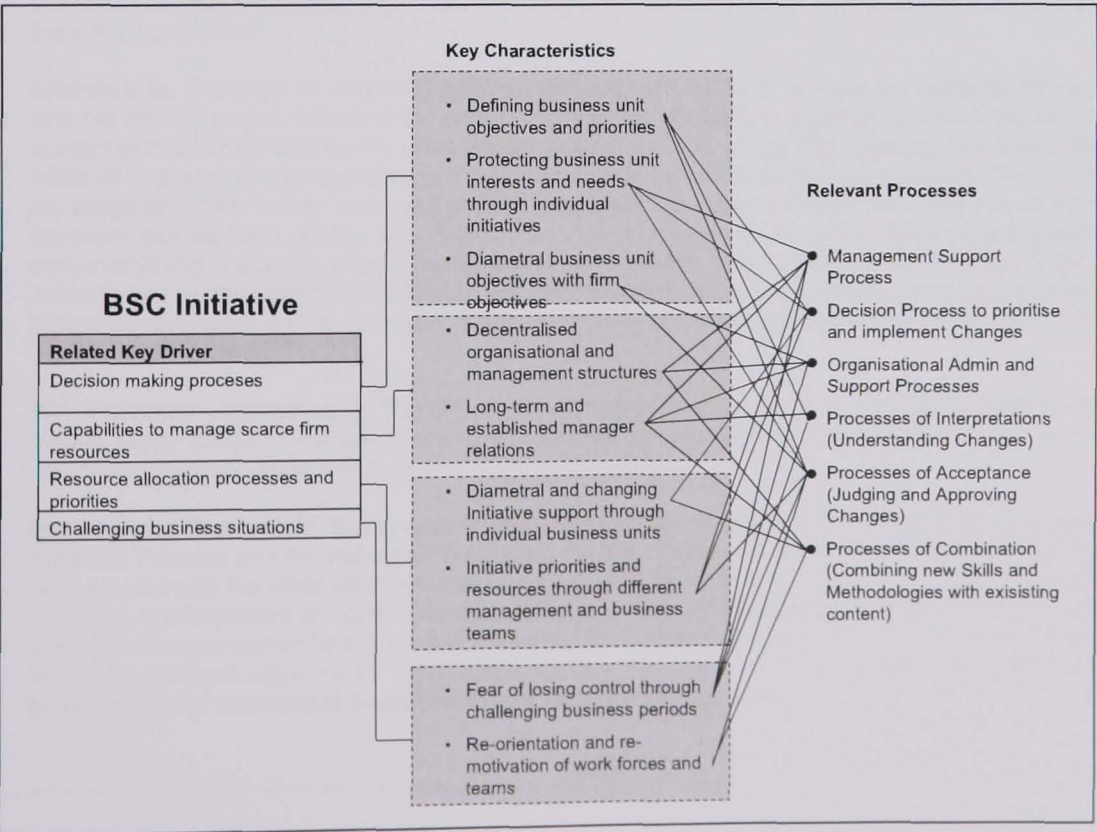 Key Characteristics
• Defining business unit
objectives and priorities
• Protecting business unit
interests and needs
through individual
initiatives
• Diametral business unit
objectives with firm
objectives
• Decentralised
organisational and
management structures
• Long-term and
established manager
relations
• Diametral and changing
Initiative support through
individual business units
• Initiative priorities and
resources through different
management and business
teams
• Fear of losing control through
challenging business periods
• Re-orientation and re-
motivation of work forces and
teams
BSC Initiative
Related Key Driver
Decision making proceses
Capabilities to manage scarce firm
resources
Resource allocation processes and
priorities
Challenging business situations
Relevant Processes
Management Support
Process
Decision Process to prioritise
and implement Changes
Organisational Admin and
Support Processes
Processes of Interpretations
(Understanding Changes)
Processes of Acceptance
(Judging and Approving
Changes)
Processes of Combination
(Combining new Skills and
Methodologies with exisisting
content)